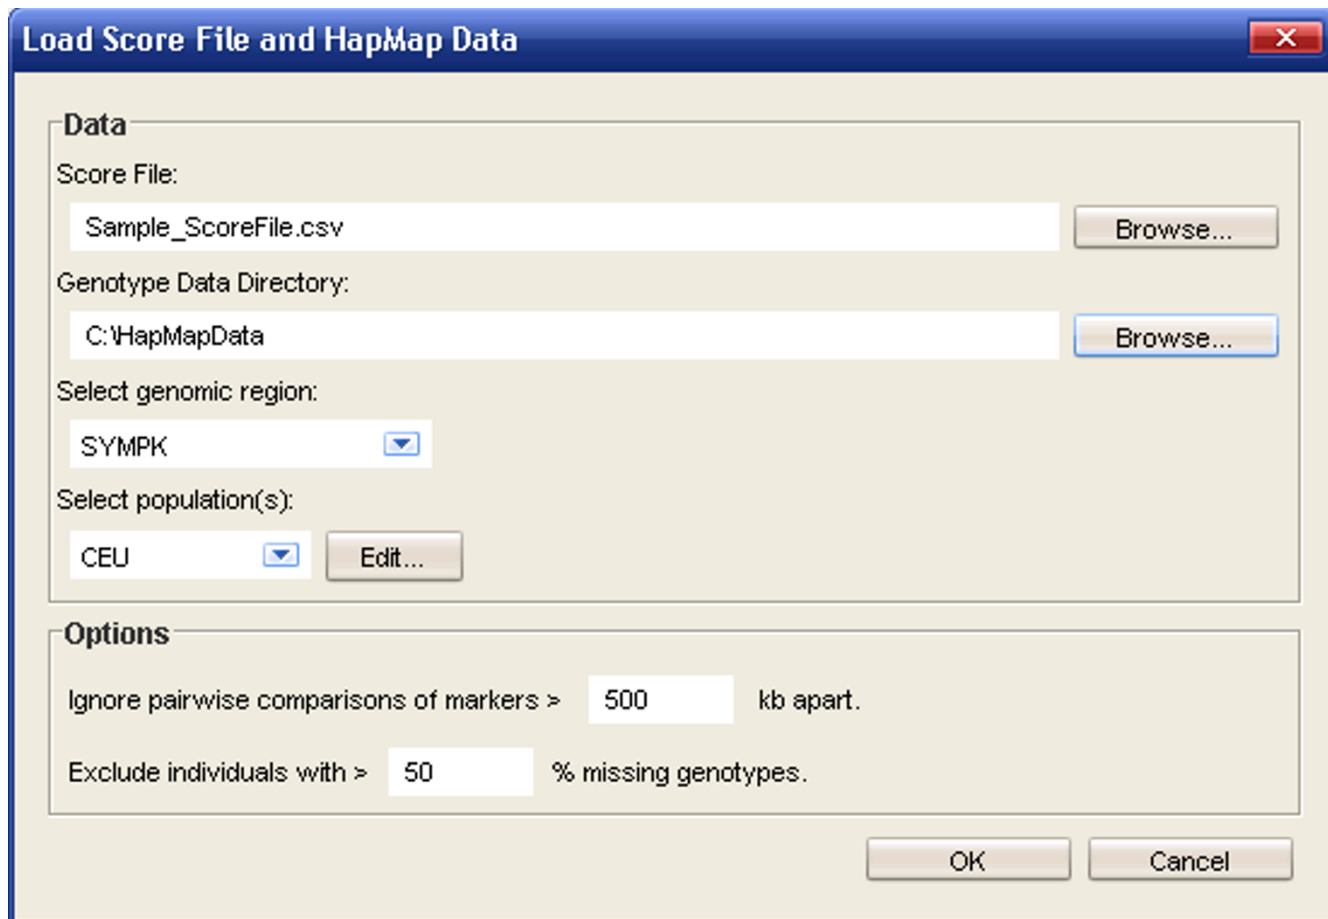 Load Score File and HapMap Data
Data
Score File:
Sample_ScoreFile.csv Browse...
Genotype Data Directory:
C:\HapMapData Browse...
Select genomic region:
SYMPK
Select population(s):
CEU Edit...
Options
Ignore pairwise comparisons of markers > 500 kb apart.
Exclude individuals with > 50 % missing genotypes.
OK Cancel